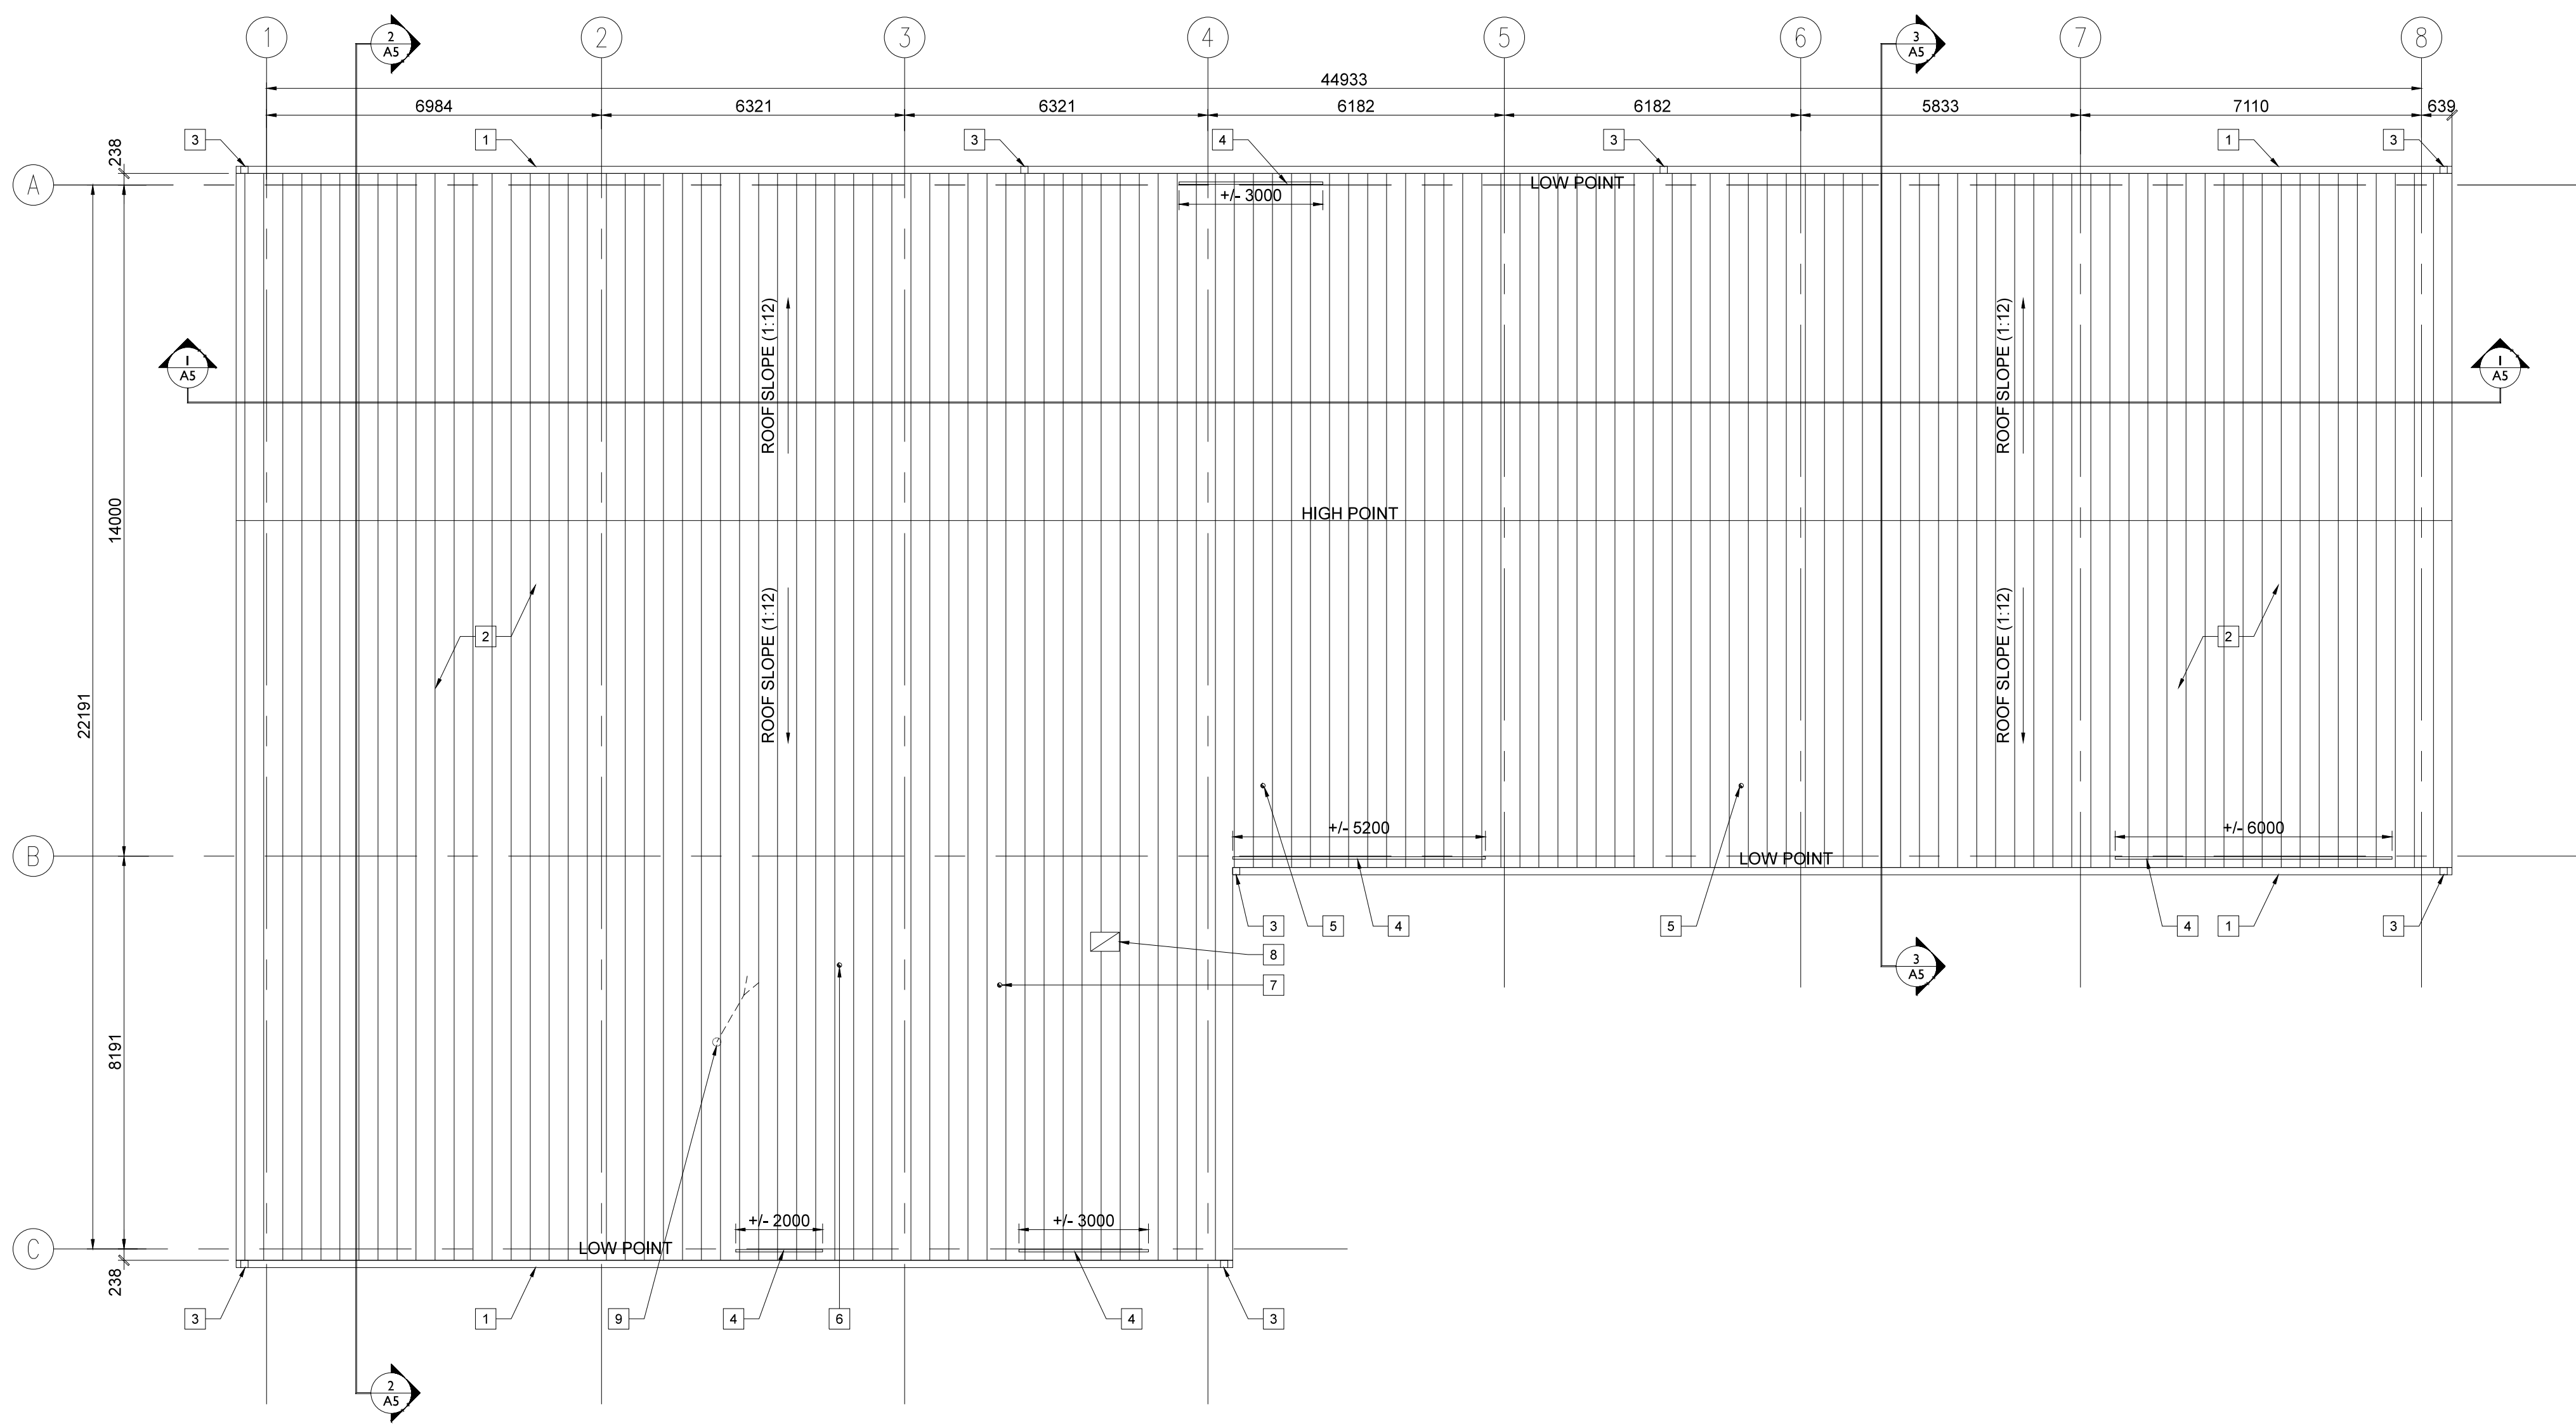 1 2 3 4 5 6 7 8
2
A5
3
A5
44933
6984 6321 6321 6182 6182 5833 7110 639
3 1 3 4 3 1 3
238
A
LOW POINT
+/- 3000
ROOF SLOPE (1:12)
ROOF SLOPE (1:12)
I
A5
I
A5
14000
HIGH POINT
ROOF SLOPE (1:12)
ROOF SLOPE (1:12)
2 2
22191
+/- 5200
+/- 6000
B
LOW POINT
3 5 4 5 4 1 3
8
7
3
A5
8191
+/- 2000
+/- 3000
C
LOW POINT
238
3 1 9 4 6 4 3
2
A5